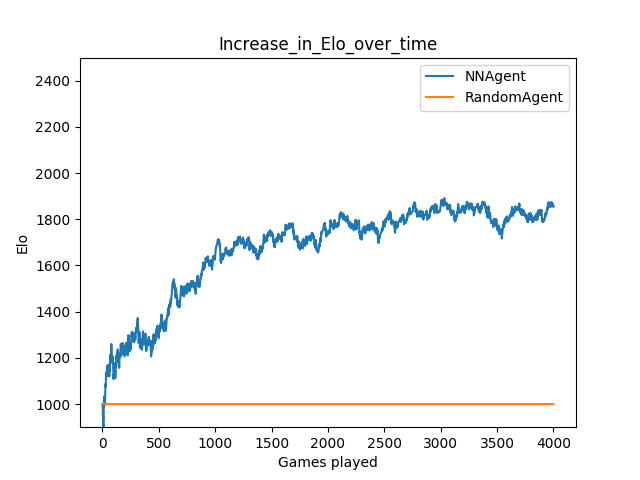 Increase_in_Elo_over_time
NNAgent
RandomAgent
2400
2200
2000
1800
1600
1400
1200
1000
Elo
0 500 1000 1500 2000 2500 3000 3500 4000
Games played